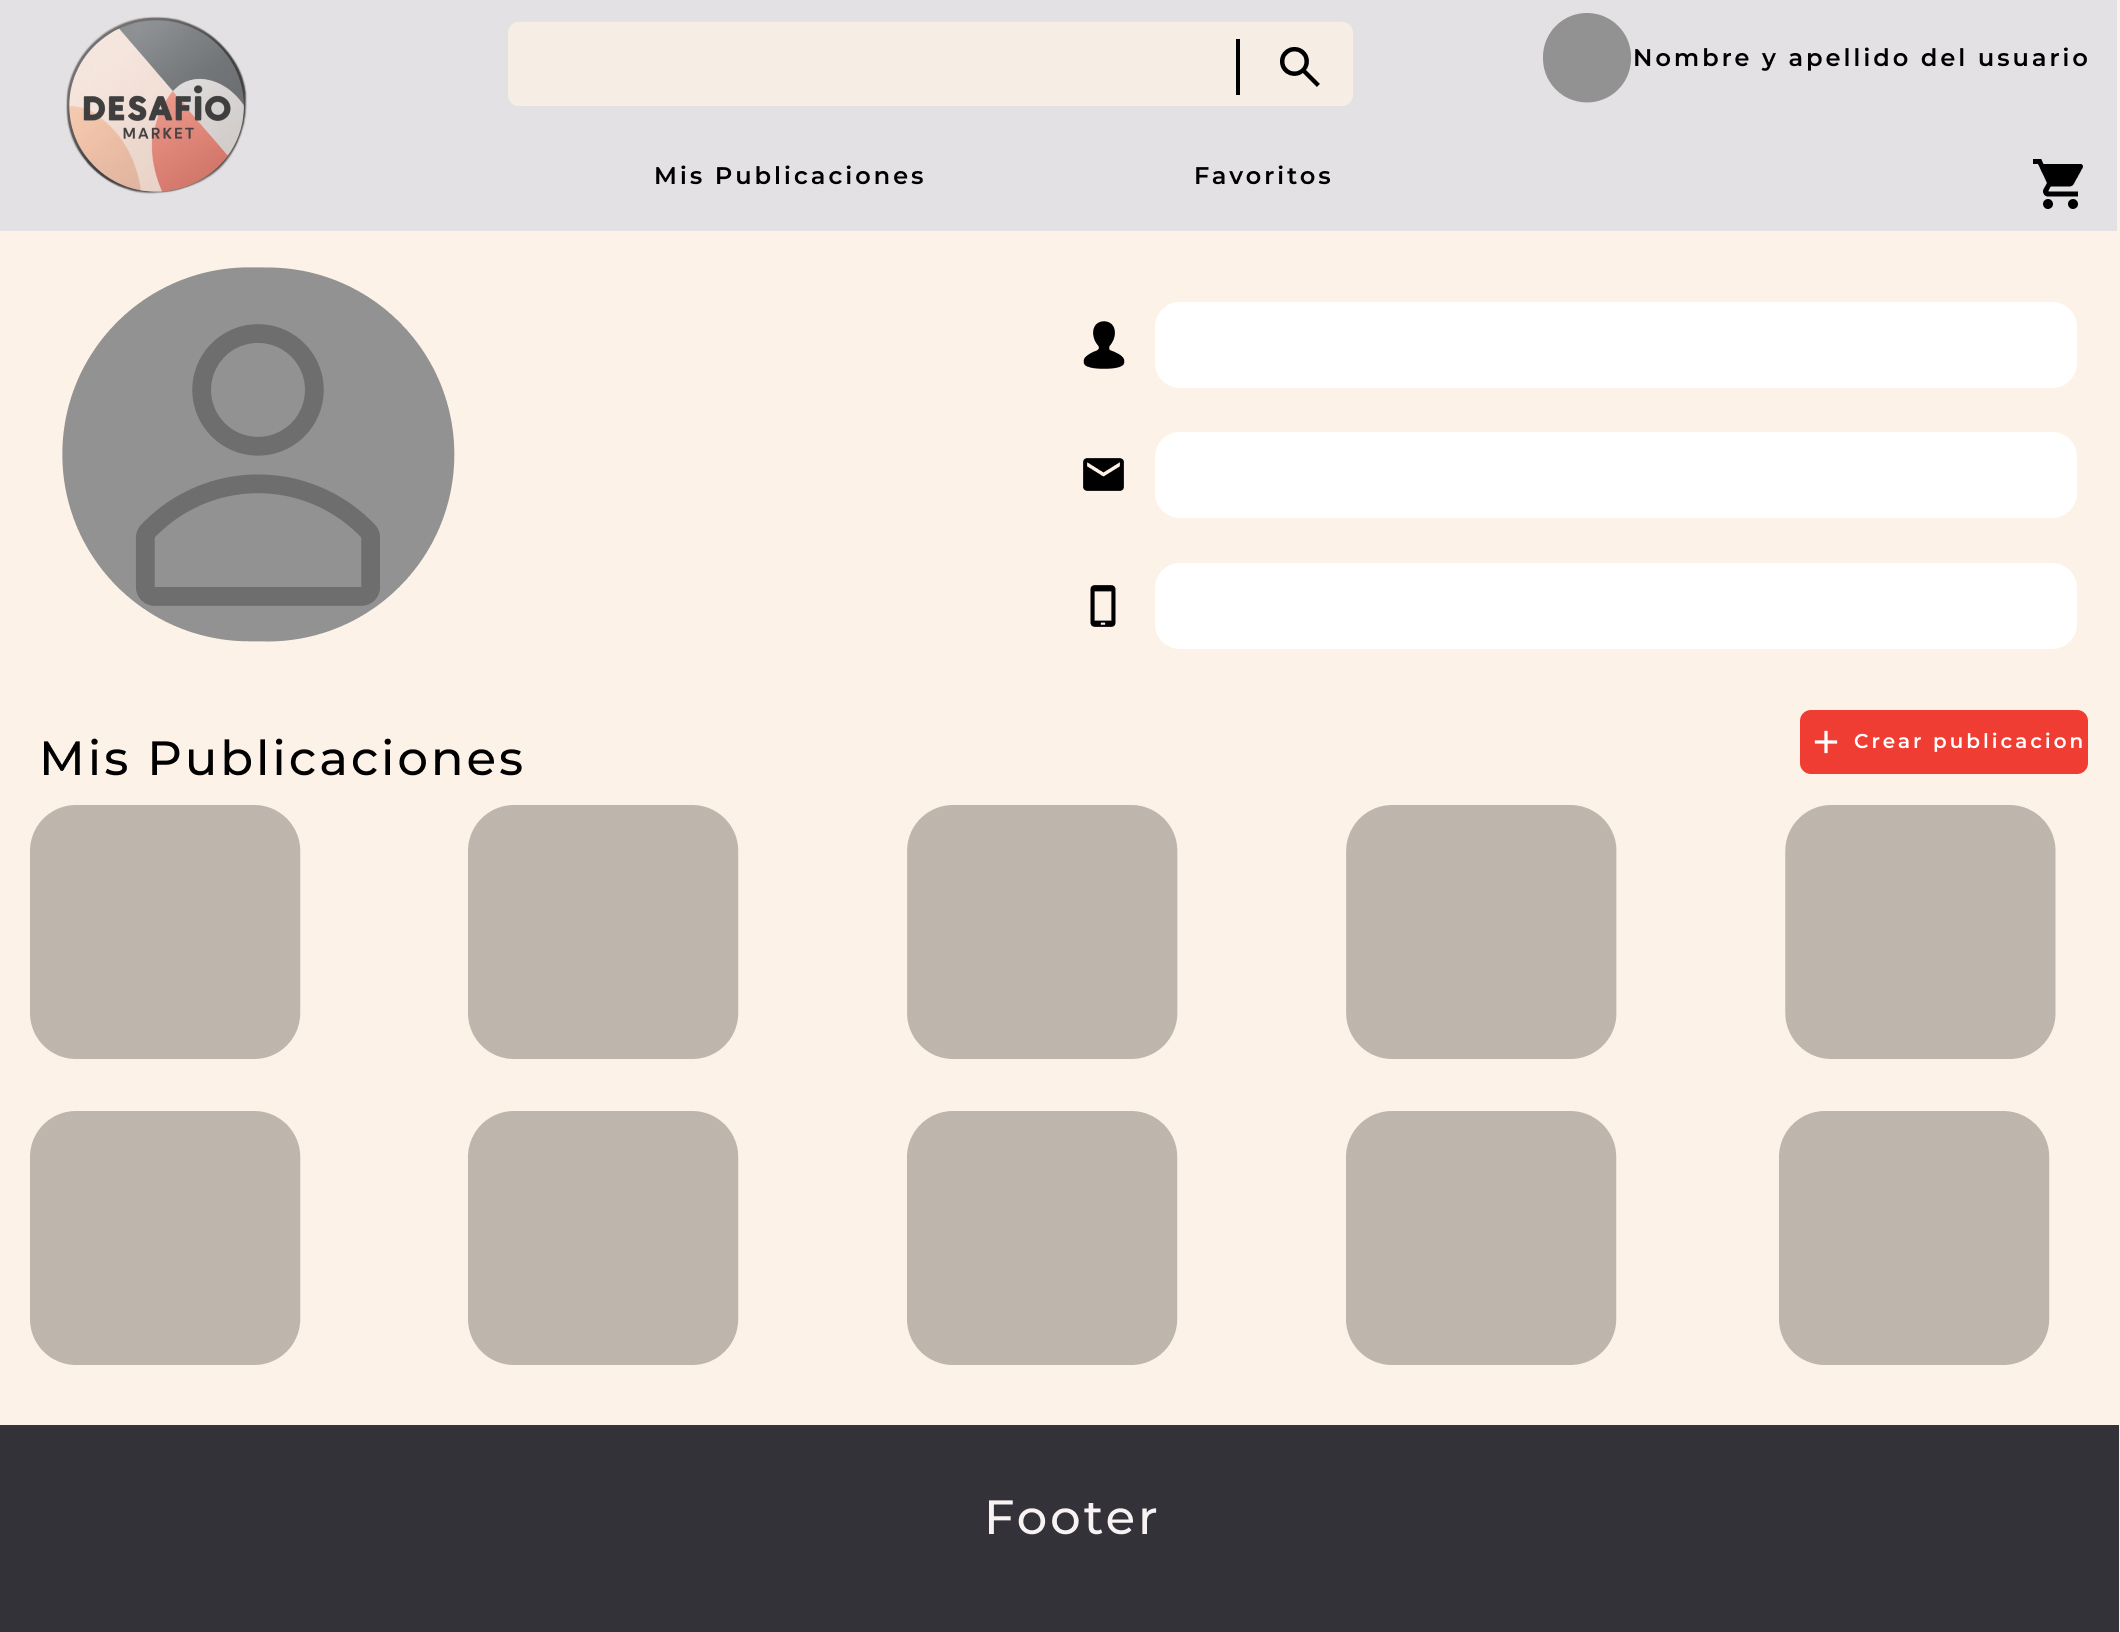 DESAFIO
MARKET
Nombre y apellido del usuario
Mis Publicaciones
Favoritos
Mis Publicaciones
Crear publicacion
Footer